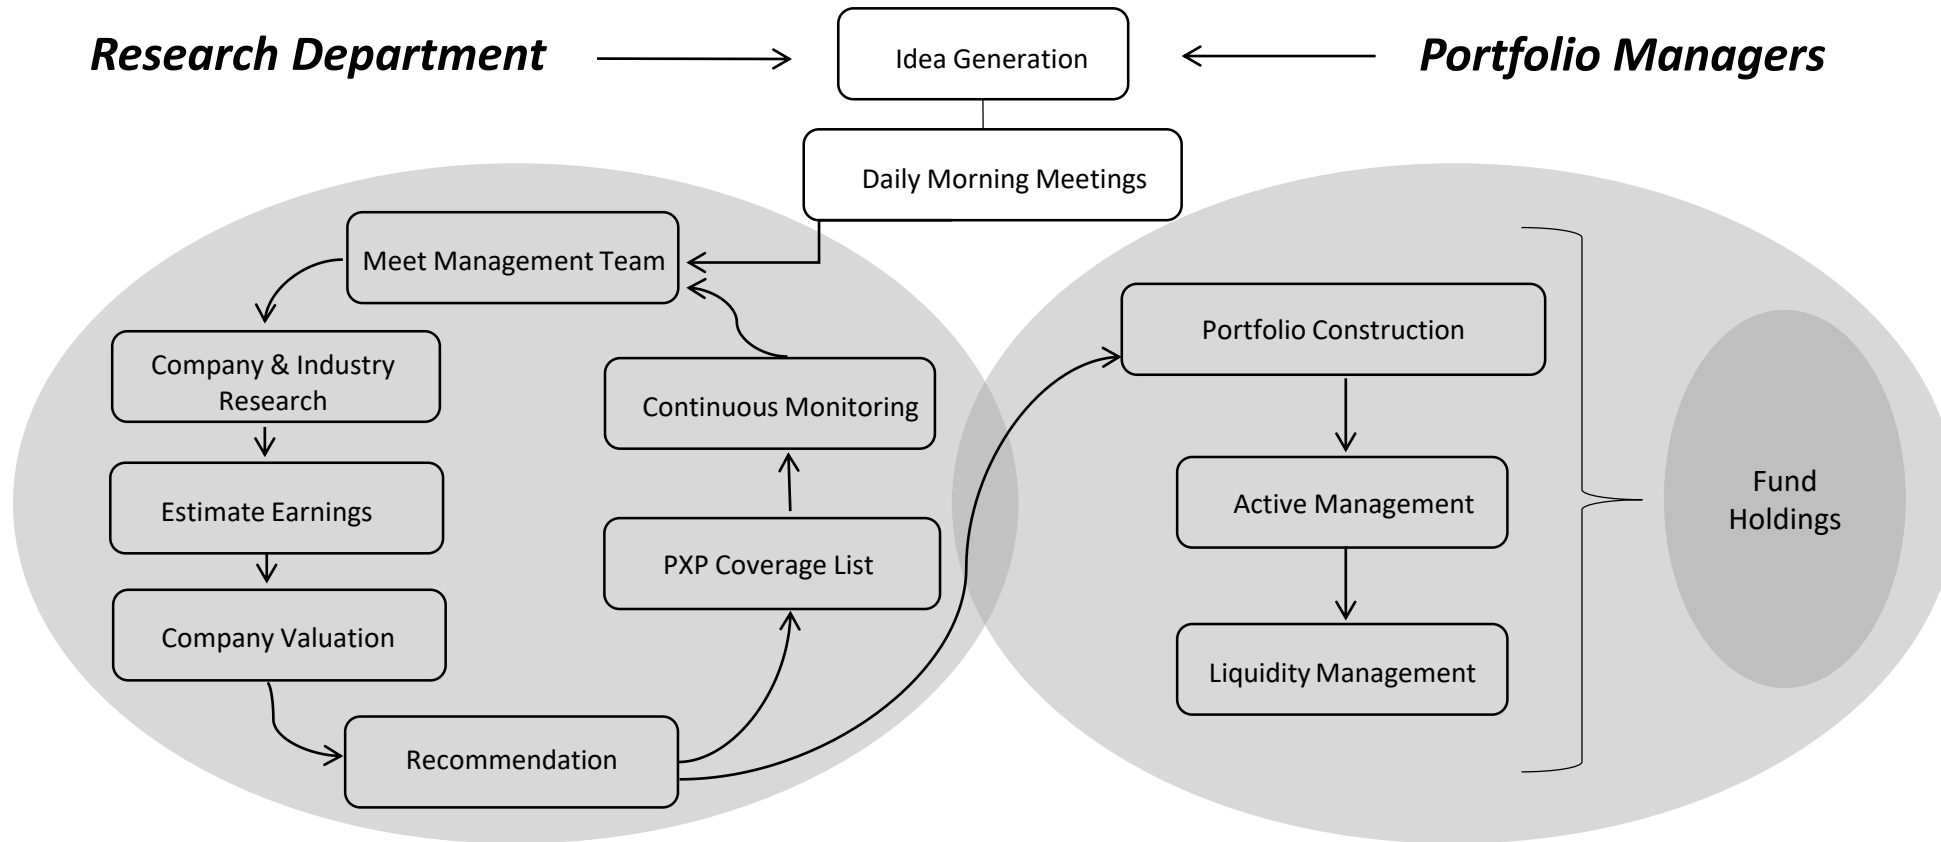 Research Department
Idea Generation
Portfolio Managers
Daily Morning Meetings
Meet Management Team
Company & Industry
Research
Estimate Earnings
Company Valuation
Recommendation
PXP Coverage List
Continuous Monitoring
Portfolio Construction
Active Management
Liquidity Management
Fund
Holdings